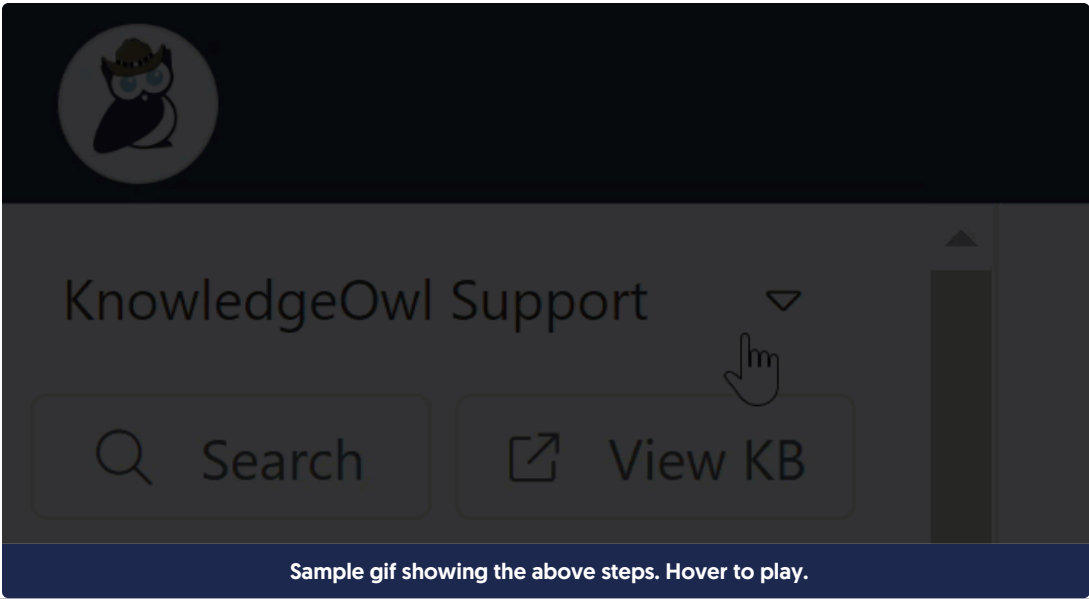 KnowledgeOwl Support
Search
View KB
Sample gif showing the above steps. Hover to play.